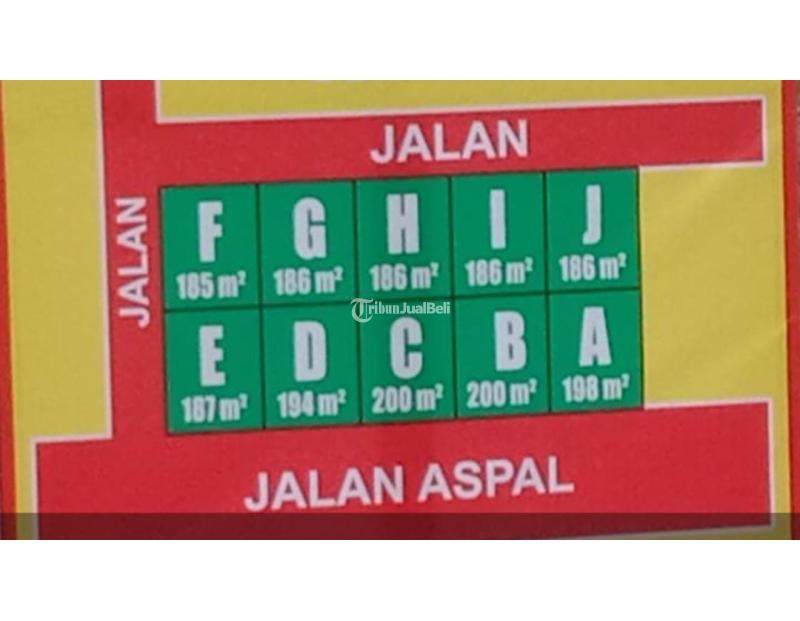 JALAN
JALAN
F G H I J
185 m² 186 m² 186 m² 186 m² 186 m²
TribunJualBeli
E D C B A
187 m² 194 m² 200 m² 200 m² 198 m²
JALAN ASPAL